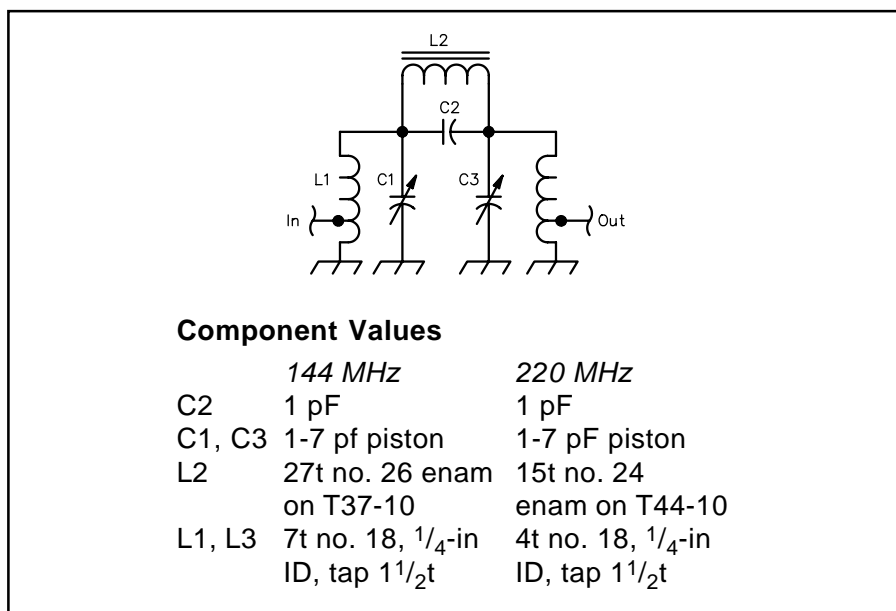 L2
C2
L1
C1
C3
In
Out
Component Values
144 MHz 220 MHz
C2 1 pF 1 pF
C1, C3 1-7 pf piston 1-7 pF piston
L2 27t no. 26 enam 15t no. 24
on T37-10 enam on T44-10
L1, L3 7t no. 18, 1/4-in 4t no. 18, 1/4-in
ID, tap 11/2t ID, tap 11/2t